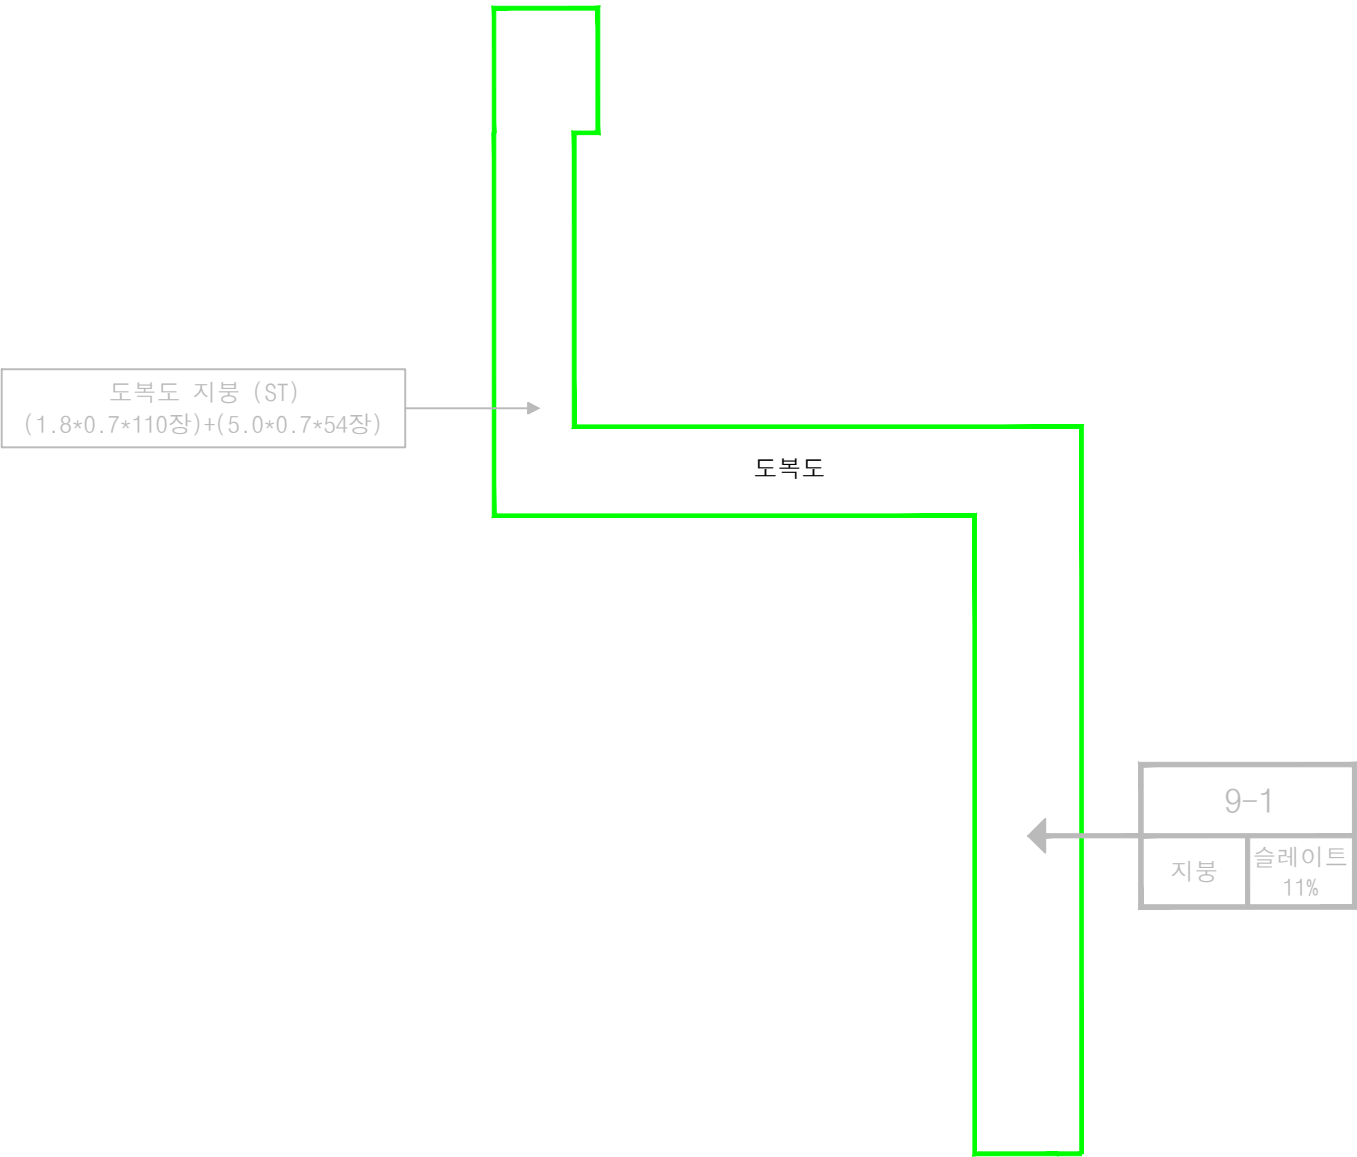 도복도 지붕 (ST)
(1.8*0.7*110장)+(5.0*0.7*54장)
도복도
9-1
지붕
슬레이트
11%